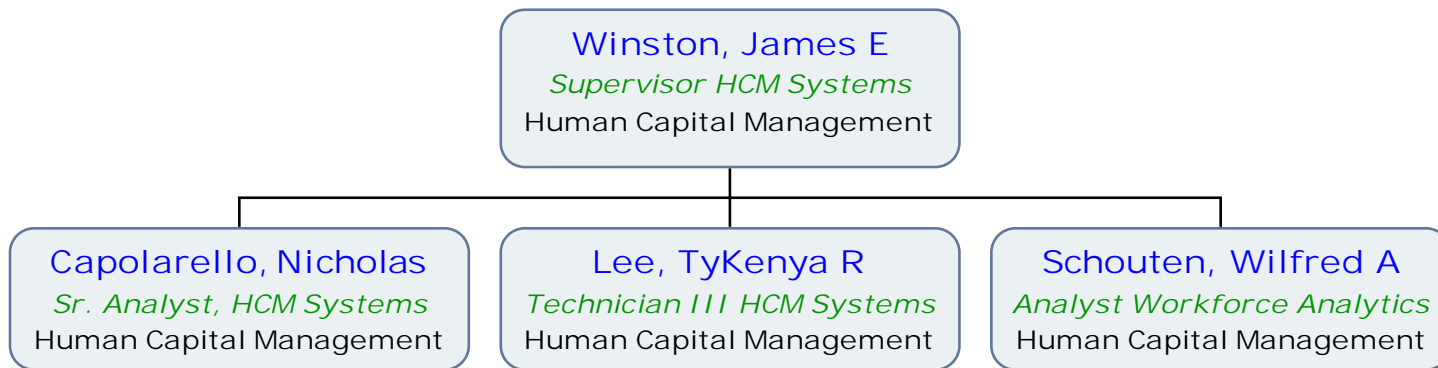 Winston, James E
Supervisor HCM Systems
Human Capital Management
Capolarello, Nicholas
Sr. Analyst, HCM Systems
Human Capital Management
Lee, TyKenya R
Technician III HCM Systems
Human Capital Management
Schouten, Wilfred A
Analyst Workforce Analytics
Human Capital Management